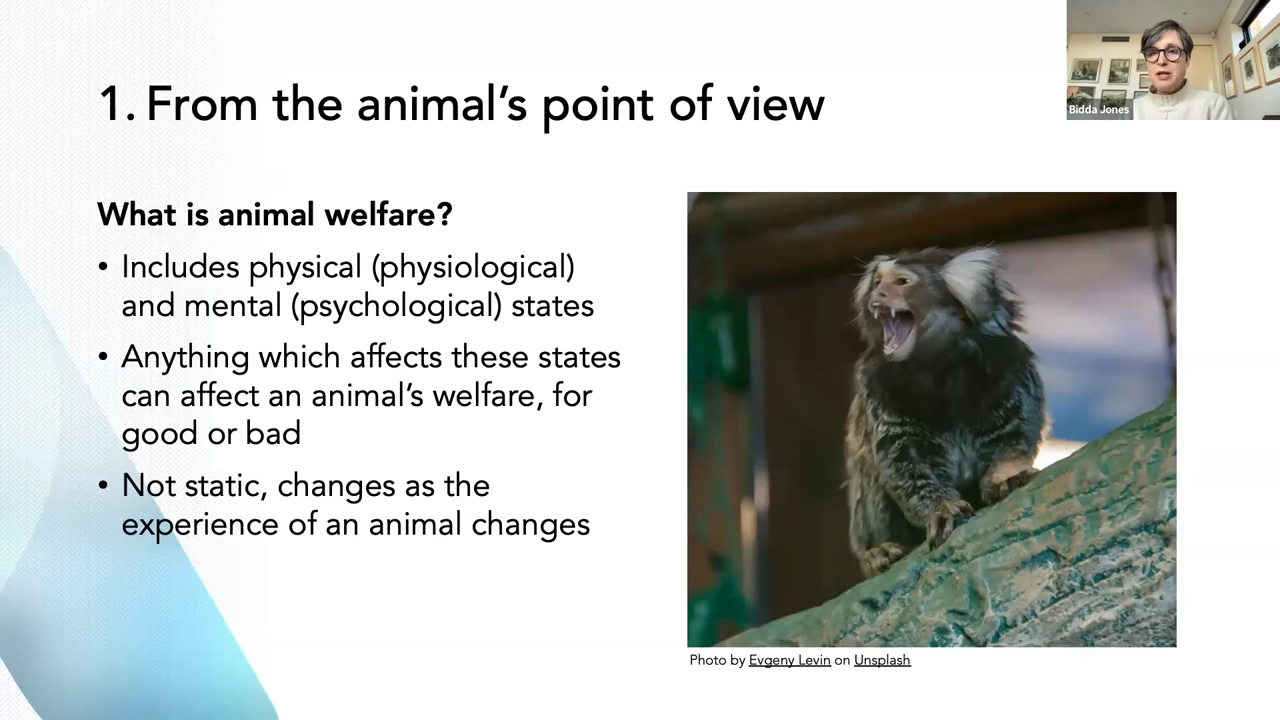 1. From the animal's point of view
Bidda Jones
What is animal welfare?
• Includes physical (physiological)
and mental (psychological) states
• Anything which affects these states
can affect an animal's welfare, for
good or bad
• Not static, changes as the
experience of an animal changes
Photo by Evgeny Levin on Unsplash